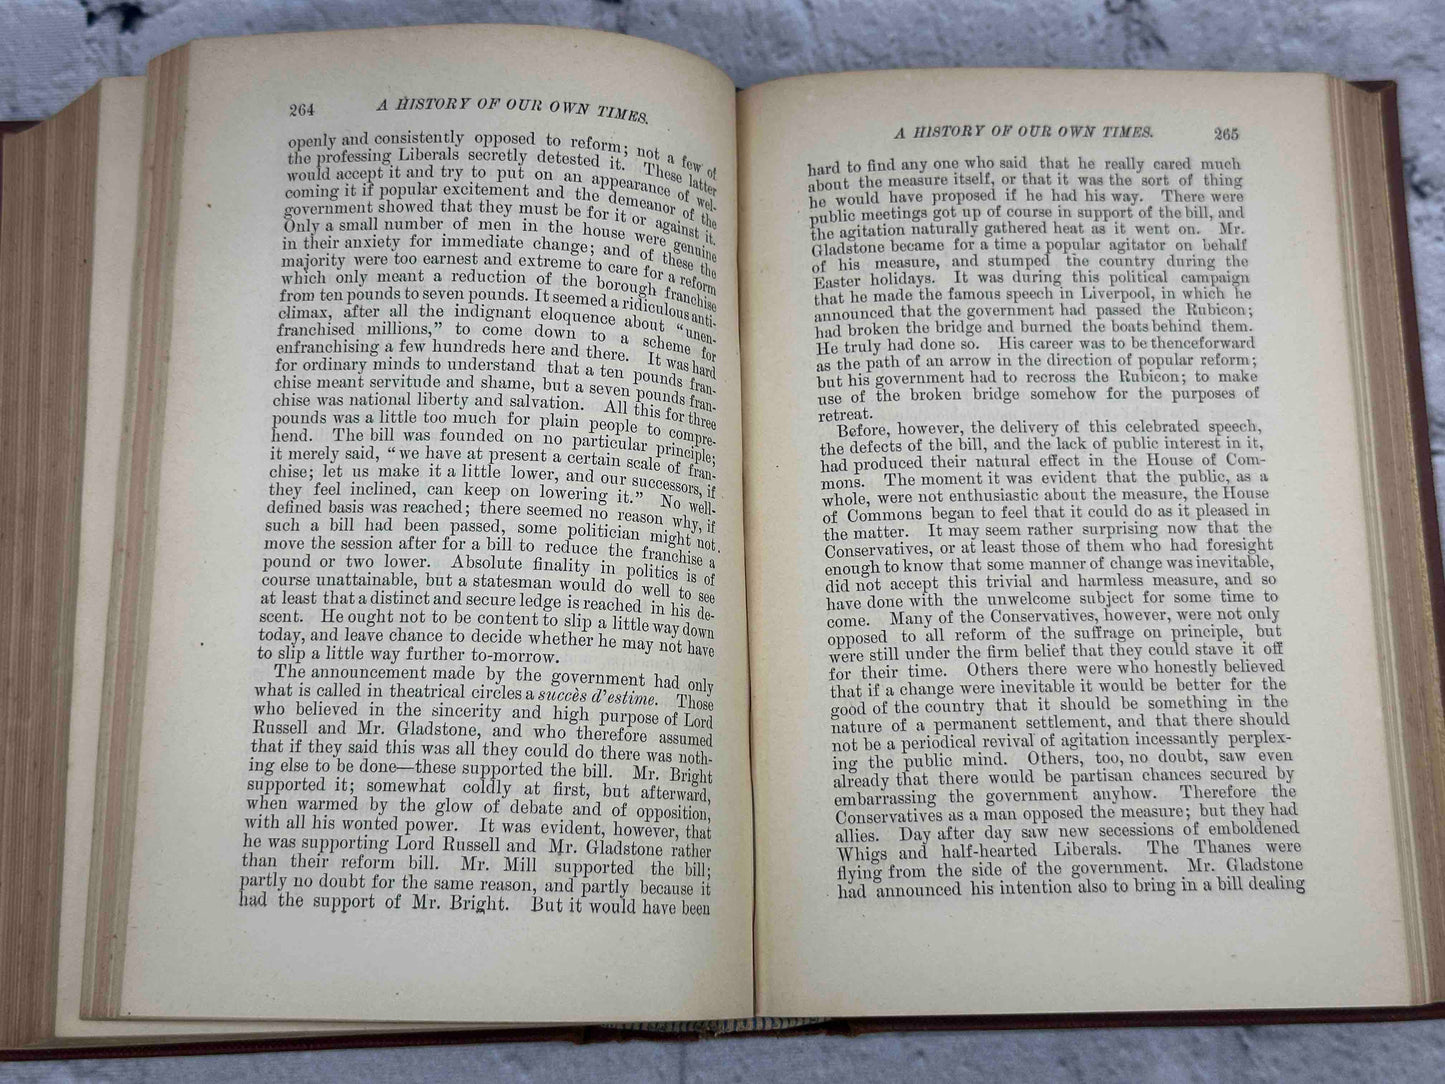 264
A HISTORY OF OUR OWN TIMES.
openly and consistently opposed to reform; not a few of
the professing Liberals secretly detested it. These latter
would accept it and try to put on an appearance of wel-
coming it if popular excitement and the demeanor of the
government showed that they must be for it or against it.
Only a small number of men in the house were genuine
in their anxiety for immediate change; and of these the
majority were too earnest and extreme to care for a reform
which only meant a reduction of the borough franchise
from ten pounds to seven pounds. It seemed a ridiculous anti-
climax, after all the indignant eloquence about "unen-
franchised millions," to come down to a scheme for
enfranchising a few hundreds here and there. It was hard
for ordinary minds to understand that a ten pounds fran-
chise meant servitude and shame, but a seven pounds fran-
chise was national liberty and salvation. All this for three
pounds was a little too much for plain people to compre-
hend. The bill was founded on no particular principle;
it merely said, "we have at present a certain scale of fran-
chise; let us make it a little lower, and our successors, if
they feel inclined, can keep on lowering it." No well-
defined basis was reached; there seemed no reason why, if
such a bill had been passed, some politician might not
move the session after for a bill to reduce the franchise a
pound or two lower. Absolute finality in politics is of
course unattainable, but a statesman would do well to see
at least that a distinct and secure ledge is reached in his de-
scent. He ought not to be content to slip a little way down
today, and leave chance to decide whether he may not have
to slip a little way further to-morrow.
The announcement made by the government had only
what is called in theatrical circles a succès d'estime. Those
who believed in the sincerity and high purpose of Lord
Russell and Mr. Gladstone, and who therefore assumed
that if they said this was all they could do there was noth-
ing else to be done—these supported the bill. Mr. Bright
supported it; somewhat coldly at first, but afterward,
when warmed by the glow of debate and of opposition,
with all his wonted power. It was evident, however, that
he was supporting Lord Russell and Mr. Gladstone rather
than their reform bill. Mr. Mill supported the bill;
partly no doubt for the same reason, and partly because it
had the support of Mr. Bright. But it would have been
A HISTORY OF OUR OWN TIMES.
265
hard to find any one who said that he really cared much
about the measure itself, or that it was the sort of thing
he would have proposed if he had his way. There were
public meetings got up of course in support of the bill, and
the agitation naturally gathered heat as it went on. Mr.
Gladstone became for a time a popular agitator on behalf
of his measure, and stumped the country during the
Easter holidays. It was during this political campaign
that he made the famous speech in Liverpool, in which he
announced that the government had passed the Rubicon;
had broken the bridge and burned the boats behind them.
He truly had done so. His career was to be thenceforward
as the path of an arrow in the direction of popular reform;
but his government had to recross the Rubicon; to make
use of the broken bridge somehow for the purposes of
retreat.
Before, however, the delivery of this celebrated speech,
the defects of the bill, and the lack of public interest in it,
had produced their natural effect in the House of Com-
mons. The moment it was evident that the public, as a
whole, were not enthusiastic about the measure, the House
of Commons began to feel that it could do as it pleased in
the matter. It may seem rather surprising now that the
Conservatives, or at least those of them who had foresight
enough to know that some manner of change was inevitable,
did not accept this trivial and harmless measure, and so
have done with the unwelcome subject for some time to
come. Many of the Conservatives, however, were not only
opposed to all reform of the suffrage on principle, but
were still under the firm belief that they could stave it off
for their time. Others there were who honestly believed
that if a change were inevitable it would be better for the
good of the country that it should be something in the
nature of a permanent settlement, and that there should
not be a periodical revival of agitation incessantly perplex-
ing the public mind. Others, too, no doubt, saw even
already that there would be partisan chances secured by
embarrassing the government anyhow. Therefore the
Conservatives as a man opposed the measure; but they had
allies. Day after day saw new secessions of emboldened
Whigs and half-hearted Liberals. The Thanes were
flying from the side of the government. Mr. Gladstone
had announced his intention also to bring in a bill dealing